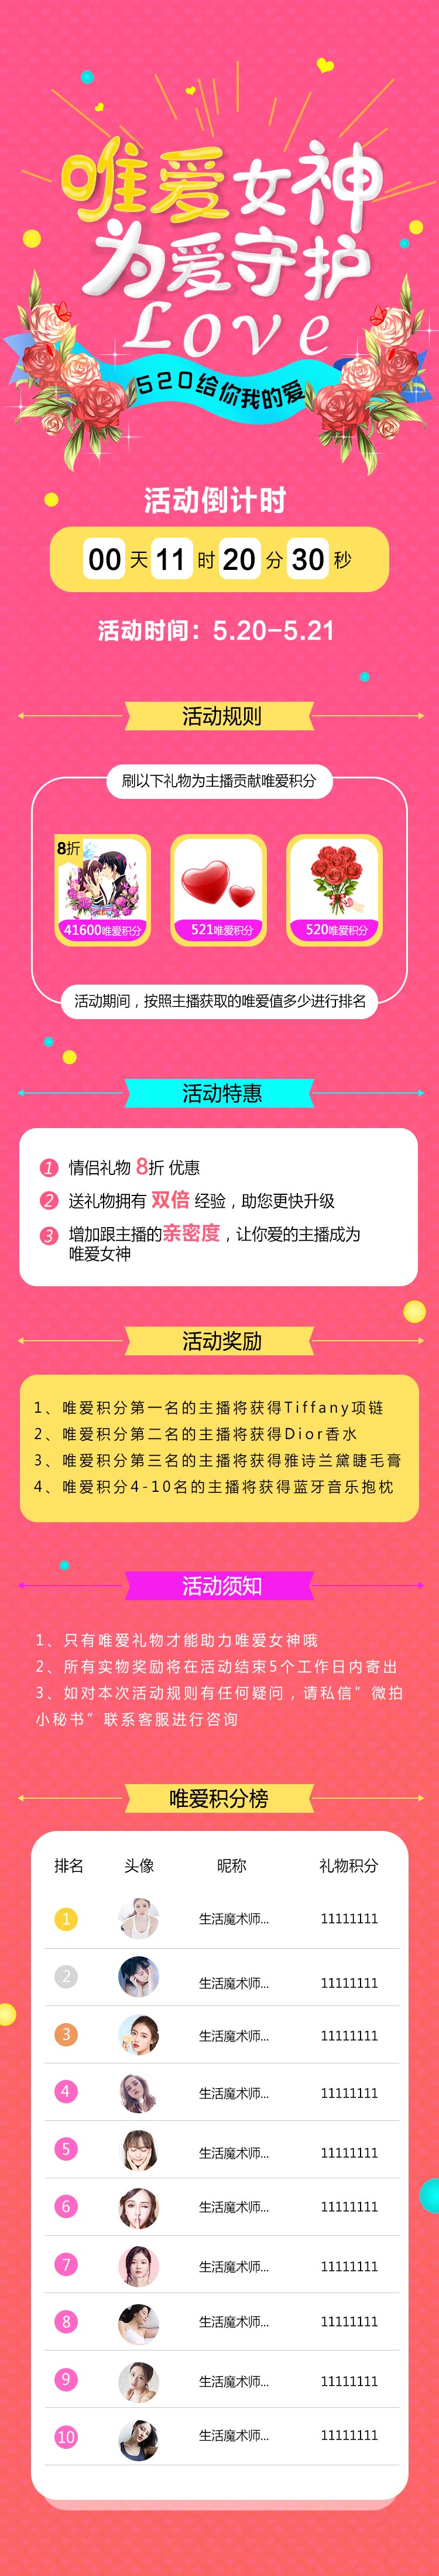 唯爱女神
为爱守护
Love
520给你我的爱
活动倒计时
00天11时20分30秒
活动时间：5.20-5.21
活动规则
刷以下礼物为主播贡献唯爱积分
8折
41600唯爱积分 521唯爱积分 520唯爱积分
活动期间，按照主播获取的唯爱值多少进行排名
活动特惠
1 情侣礼物 8折 优惠
2 送礼物拥有 双倍 经验，助您更快升级
3 增加跟主播的亲密度，让你爱的主播成为
唯爱女神
活动奖励
1、唯爱积分第一名的主播将获得Tiffany项链
2、唯爱积分第二名的主播将获得Dior香水
3、唯爱积分第三名的主播将获得雅诗兰黛睫毛膏
4、唯爱积分4-10名的主播将获得蓝牙音乐抱枕
活动须知
1、只有唯爱礼物才能助力唯爱女神哦
2、所有实物奖励将在活动结束5个工作日内寄出
3、如对本次活动规则有任何疑问，请私信”微拍
小秘书”联系客服进行咨询
唯爱积分榜
排名 头像 昵称 礼物积分
1 生活魔术师... 11111111
2 生活魔术师... 11111111
3 生活魔术师... 11111111
4 生活魔术师... 11111111
5 生活魔术师... 11111111
6 生活魔术师... 11111111
7 生活魔术师... 11111111
8 生活魔术师... 11111111
9 生活魔术师... 11111111
10 生活魔术师... 11111111